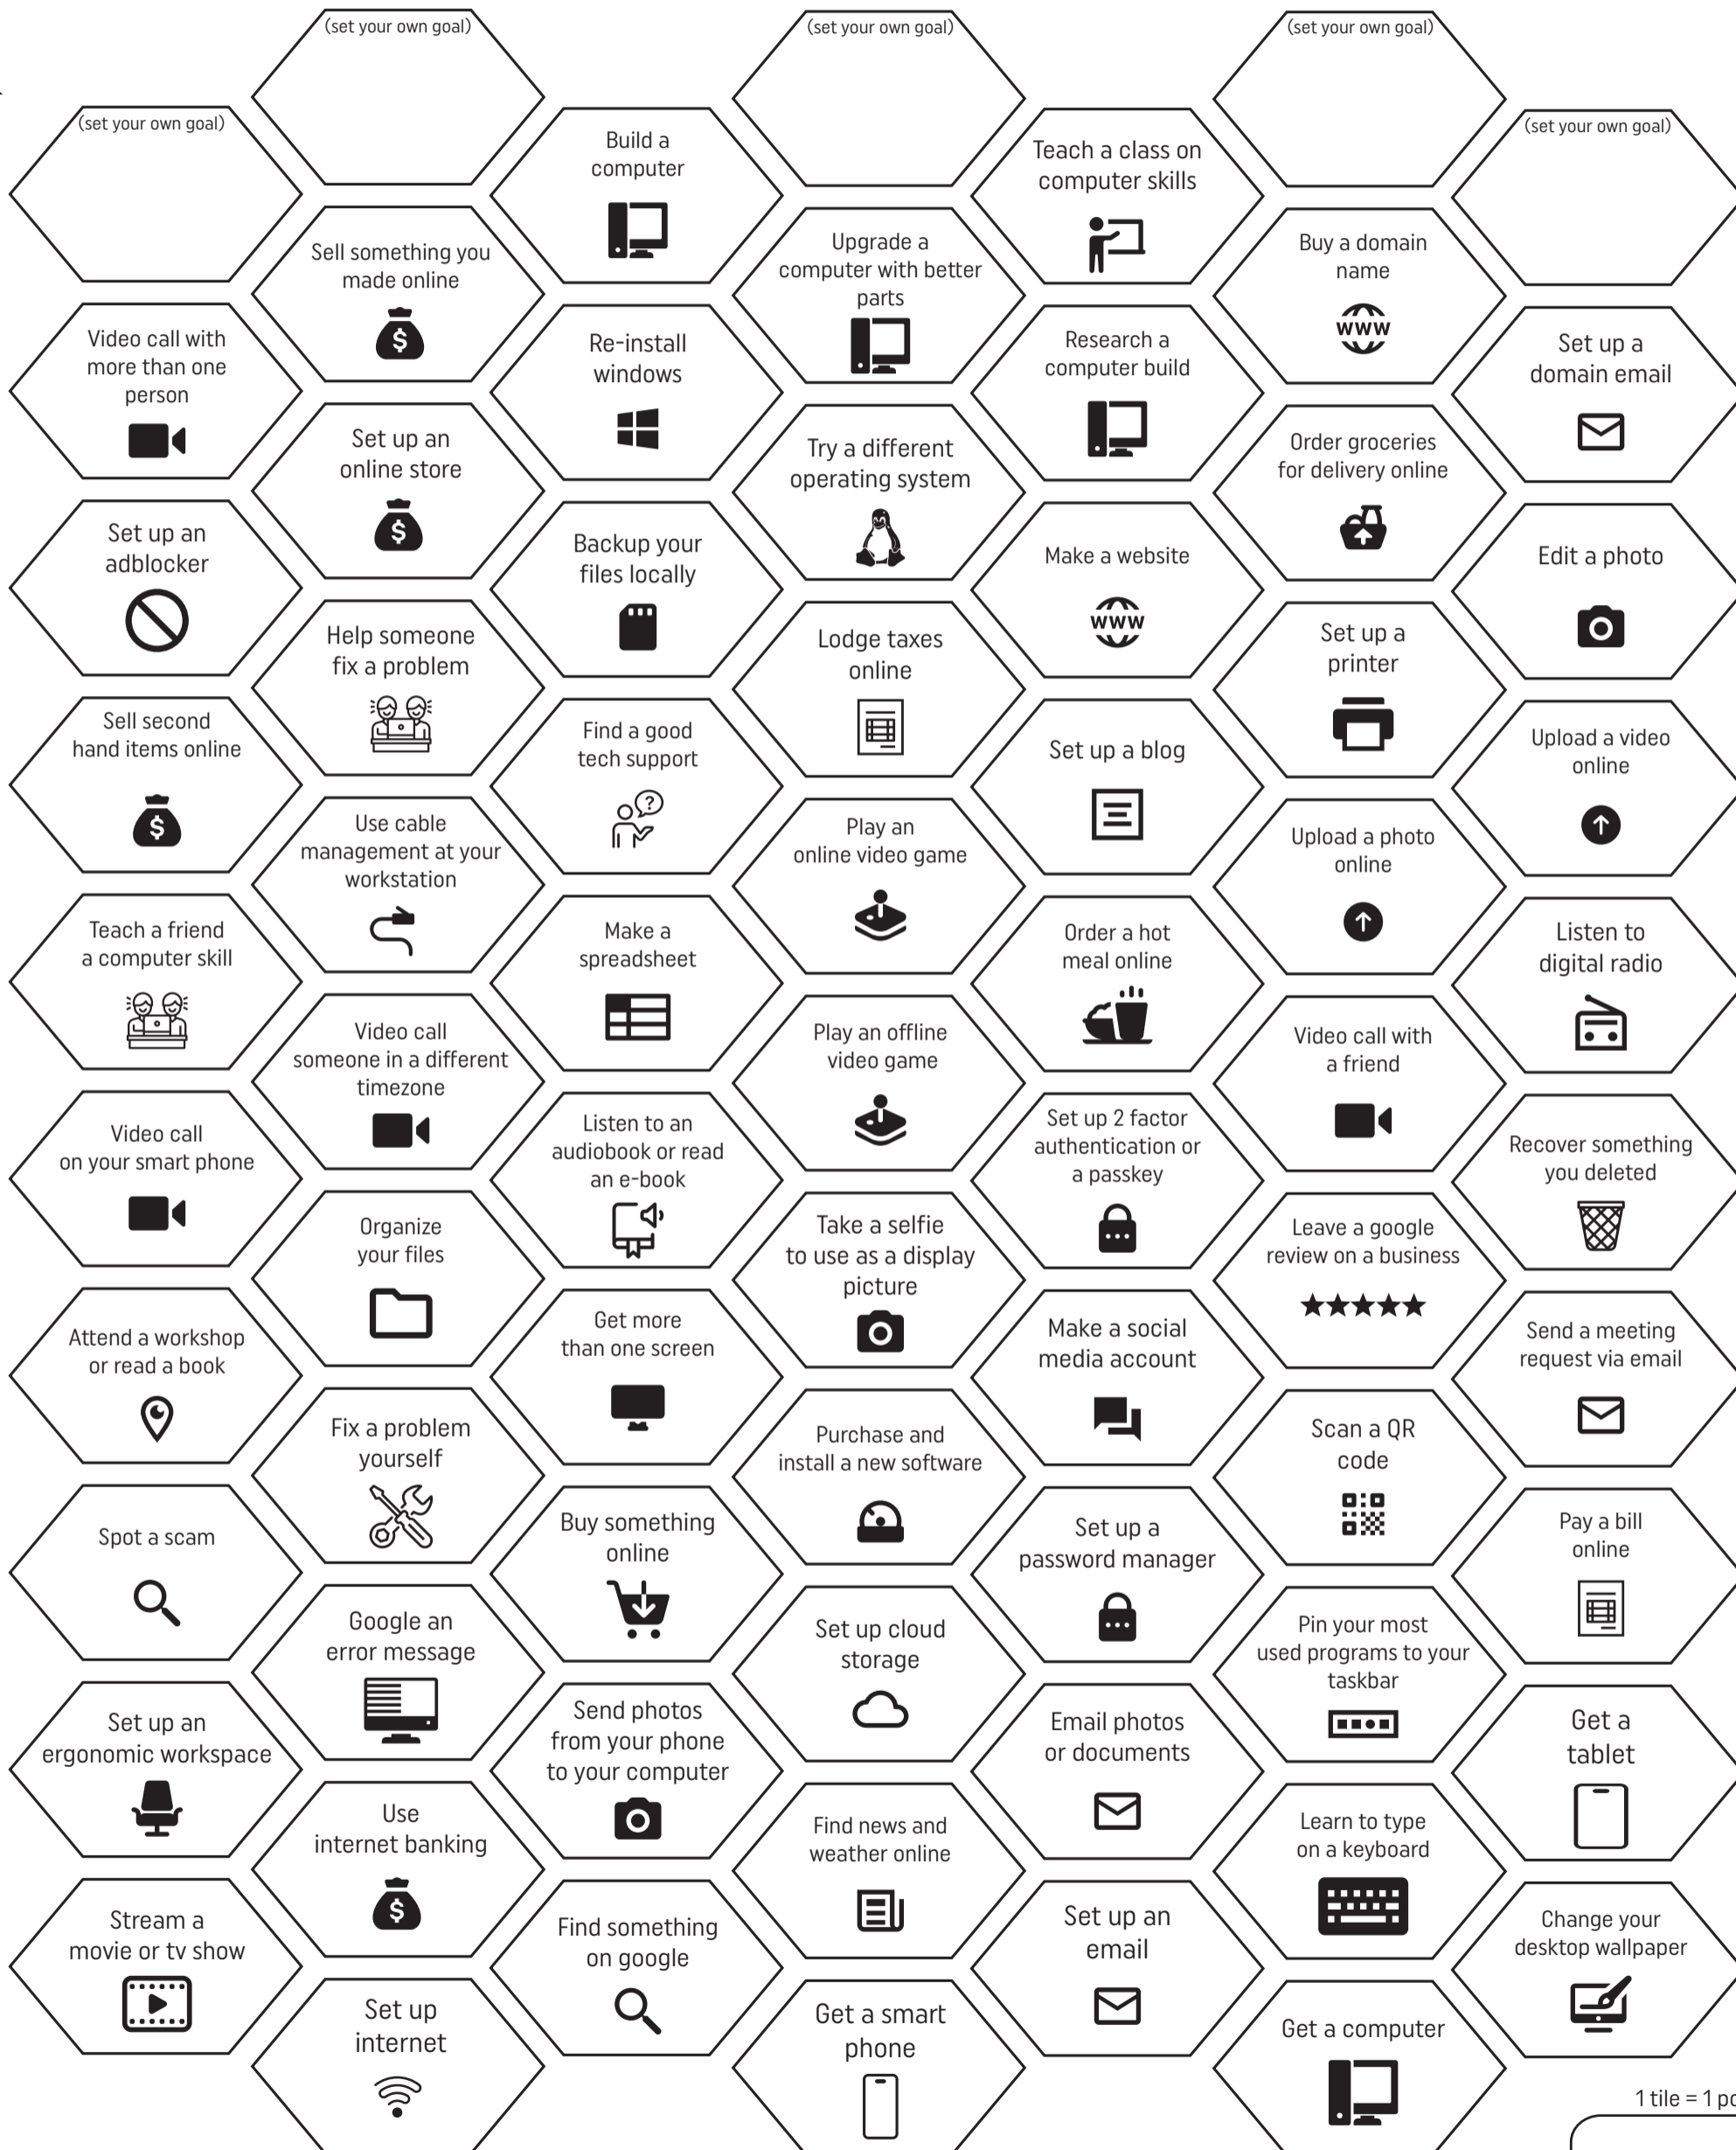 (set your own goal)
(set your own goal)
(set your own goal)
(set your own goal)
(set your own goal)
Build a
computer
Teach a class on
computer skills
Sell something you
made online
Upgrade a
computer with better
parts
Buy a domain
name
Video call with
more than one
person
Re-install
windows
Research a
computer build
Set up a
domain email
Set up an
online store
Try a different
operating system
Order groceries
for delivery online
WWW
Set up an
adblocker
Backup your
files locally
Make a website
WWW
Edit a photo
Help someone
fix a problem
Lodge taxes
online
Set up a
printer
Sell second
hand items online
Find a good
tech support
Set up a blog
Upload a video
online
Use cable
management at your
workstation
Play an
online video game
Upload a photo
online
Teach a friend
a computer skill
Make a
spreadsheet
Order a hot
meal online
Listen to
digital radio
Video call
someone in a different
timezone
Play an offline
video game
Video call with
a friend
Video call
on your smart phone
Listen to an
audiobook or read
an e-book
Set up 2 factor
authentication or
a passkey
Recover something
you deleted
Organize
your files
Take a selfie
to use as a display
picture
Leave a google
review on a business
Attend a workshop
or read a book
Get more
than one screen
Make a social
media account
Send a meeting
request via email
Fix a problem
yourself
Purchase and
install a new software
Scan a QR
code
Spot a scam
Buy something
online
Set up a
password manager
Pay a bill
online
Google an
error message
Set up cloud
storage
Pin your most
used programs to your
taskbar
Set up an
ergonomic workspace
Send photos
from your phone
to your computer
Email photos
or documents
Get a
tablet
Use
internet banking
Find news and
weather online
Learn to type
on a keyboard
Stream a
movie or tv show
Find something
on google
Set up an
email
Change your
desktop wallpaper
Set up
internet
Get a smart
phone
Get a computer
1 tile = 1